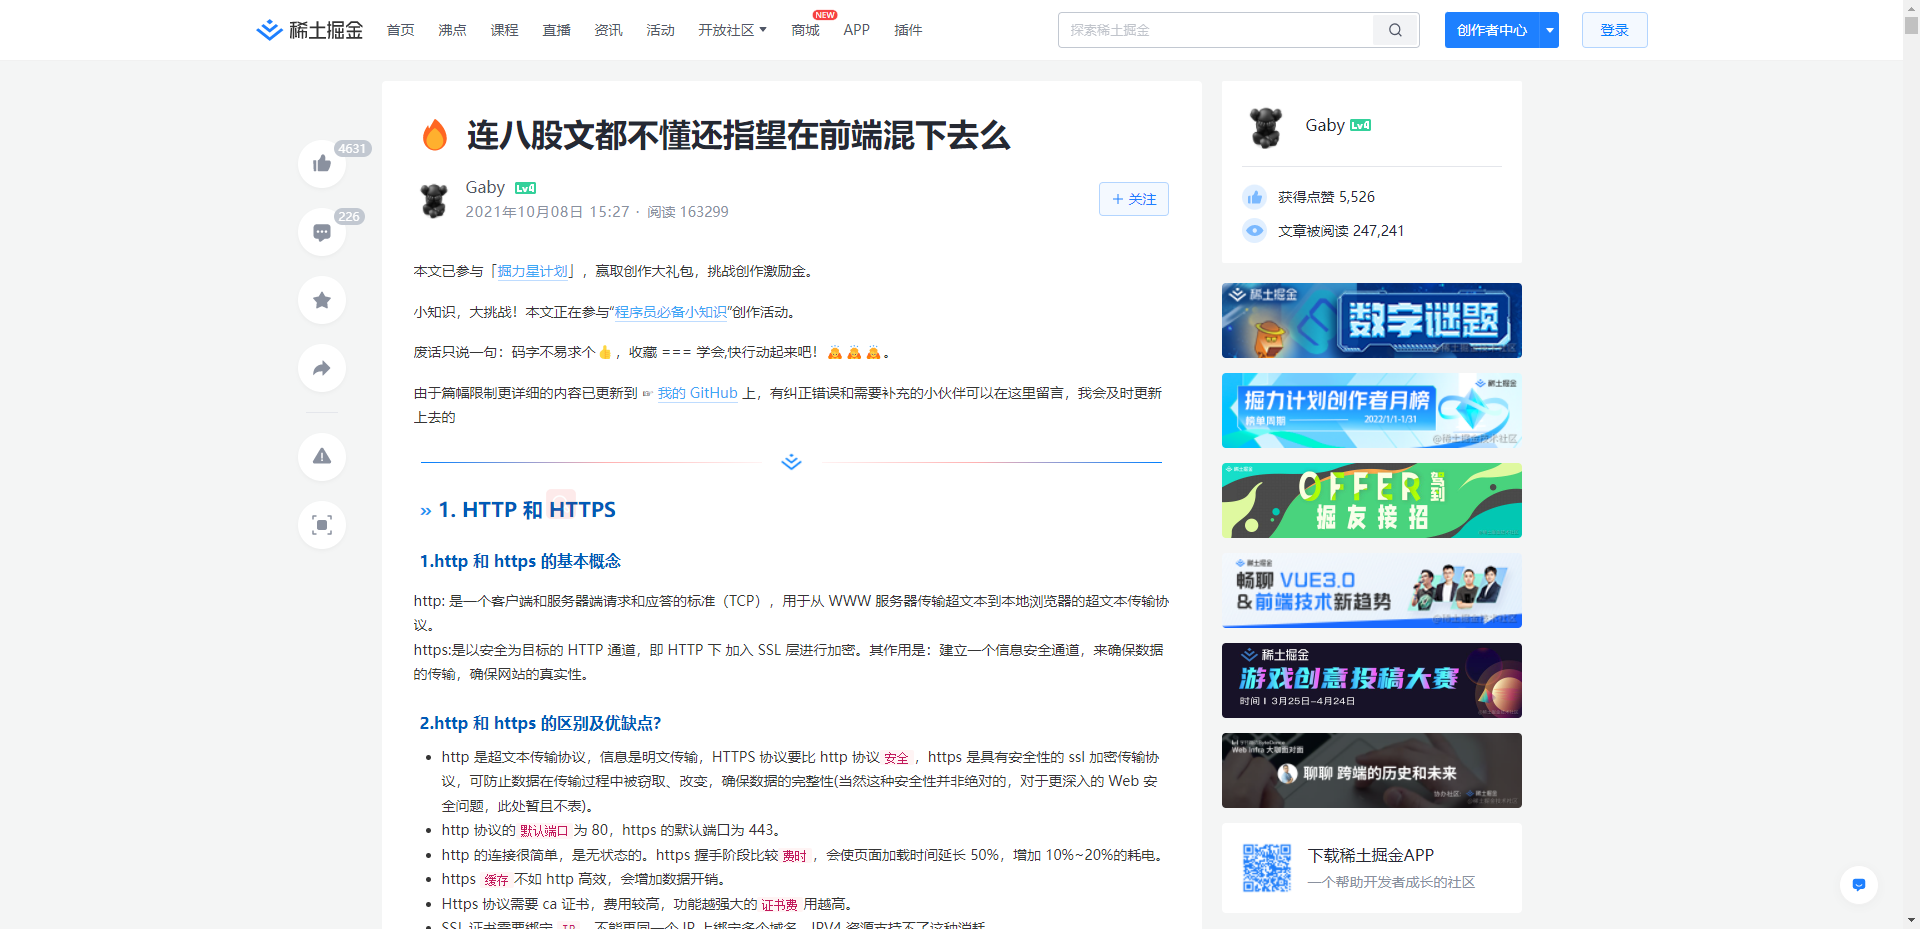 稀土掘金
首页 沸点 课程 直播 资讯 活动 开放社区 商城 NEW APP 插件
探索稀土掘金
创作者中心
登录
4631
226
连八股文都不懂还指望在前端混下去么
Gaby Lv4
2021年10月08日 15:27 · 阅读 163299
+ 关注
本文已参与「掘力星计划」，赢取创作大礼包，挑战创作激励金。
小知识，大挑战！本文正在参与“程序员必备小知识”创作活动。
废话只说一句：码字不易求个👍，收藏 === 学会,快行动起来吧！🙇🙇🙇。
由于篇幅限制更详细的内容已更新到 ☞ 我的 GitHub 上，有纠正错误和需要补充的小伙伴可以在这里留言，我会及时更新
上去的
» 1. HTTP 和 HTTPS
1.http 和 https 的基本概念
http: 是一个客户端和服务器端请求和应答的标准（TCP），用于从 WWW 服务器传输超文本到本地浏览器的超文本传输协
议。
https:是以安全为目标的 HTTP 通道，即 HTTP 下 加入 SSL 层进行加密。其作用是：建立一个信息安全通道，来确保数据
的传输，确保网站的真实性。
2.http 和 https 的区别及优缺点?
• http 是超文本传输协议，信息是明文传输，HTTPS 协议要比 http 协议 安全 ，https 是具有安全性的 ssl 加密传输协
议，可防止数据在传输过程中被窃取、改变，确保数据的完整性(当然这种安全性并非绝对的，对于更深入的 Web 安
全问题，此处暂且不表)。
• http 协议的 默认端口 为 80，https 的默认端口为 443。
• http 的连接很简单，是无状态的。https 握手阶段比较 费时 ，会使页面加载时间延长 50%，增加 10%~20%的耗电。
• https 缓存 不如 http 高效，会增加数据开销。
• Https 协议需要 ca 证书，费用较高，功能越强大的 证书费 用越高。
• SSL 证书需要绑定 IP ，不能再同一个 IP 上绑定多个域名，IPV4 资源支持不了这种消耗
Gaby Lv4
获得点赞 5,526
文章被阅读 247,241
稀土掘金
数字谜题
稀土掘金
掘力计划创作者月榜
榜单周期 2022/1/1-1/31
@稀土掘金技术社区
稀土掘金
OFFER 驾到
掘友接招
稀土掘金
畅聊 VUE3.0
&前端技术新趋势
稀土掘金
游戏创意投稿大赛
时间 | 3月25日-4月24日
Web Infra 大咖面对面
聊聊 跨端的历史和未来
协办社区: 稀土掘金
下载稀土掘金APP
一个帮助开发者成长的社区